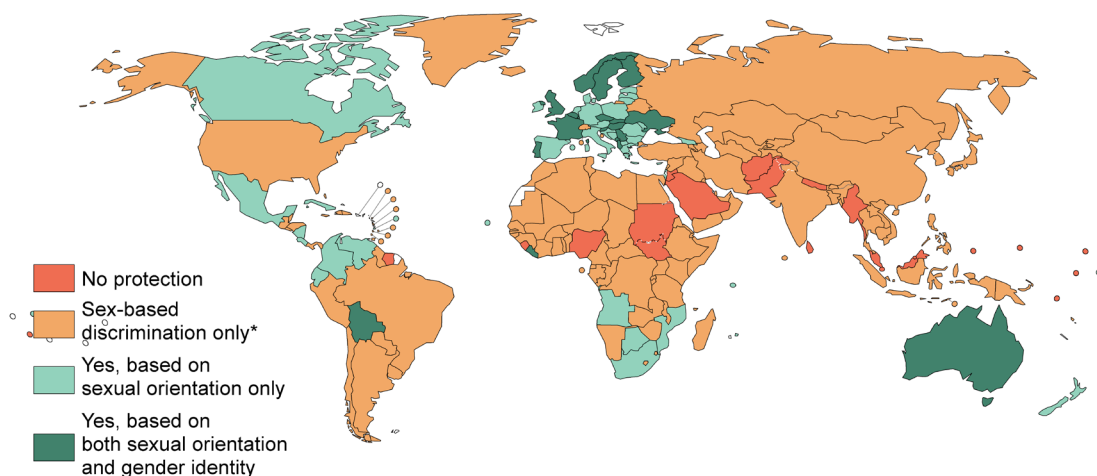 No protection
Sex-based
discrimination only*
Yes, based on
sexual orientation only
Yes, based on
both sexual orientation
and gender identity